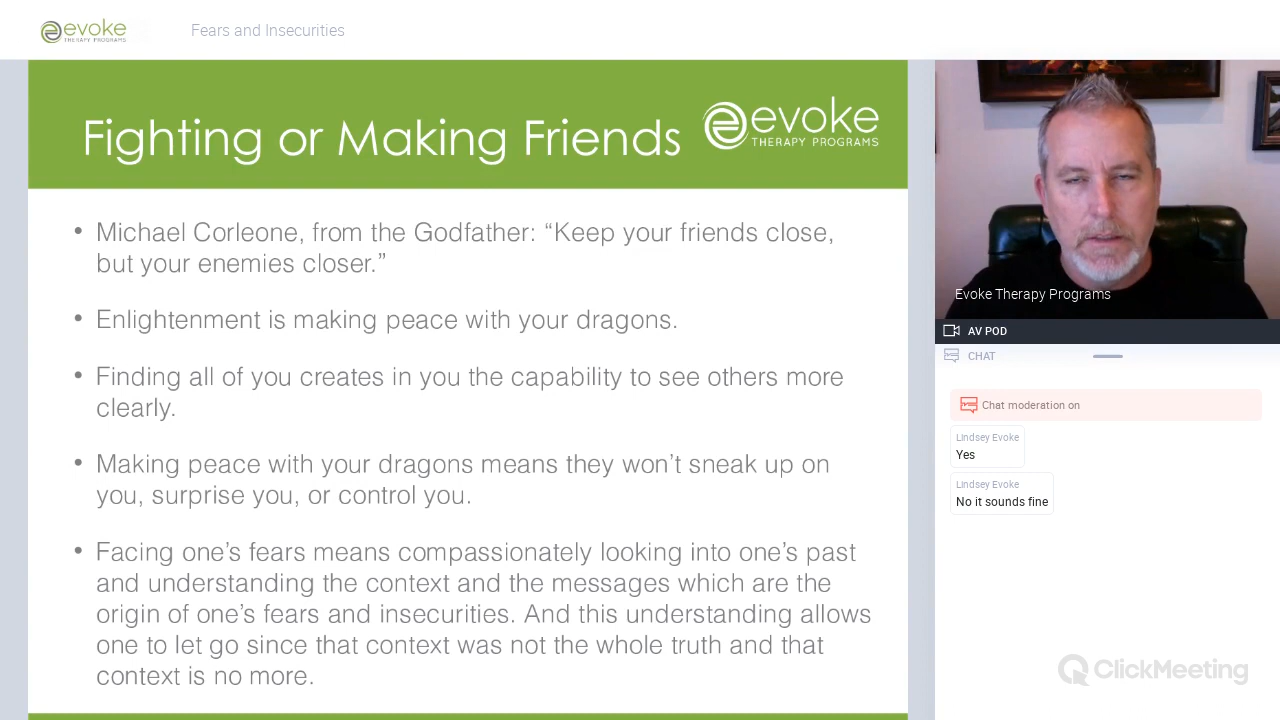 evoke
THERAPY PROGRAMS
Fears and Insecurities
Fighting or Making Friends
evoke
THERAPY PROGRAMS
• Michael Corleone, from the Godfather: “Keep your friends close,
but your enemies closer.”
• Enlightenment is making peace with your dragons.
• Finding all of you creates in you the capability to see others more
clearly.
• Making peace with your dragons means they won’t sneak up on
you, surprise you, or control you.
• Facing one’s fears means compassionately looking into one’s past
and understanding the context and the messages which are the
origin of one’s fears and insecurities. And this understanding allows
one to let go since that context was not the whole truth and that
context is no more.
Evoke Therapy Programs
AV POD
CHAT
Chat moderation on
Lindsey Evoke
Yes
Lindsey Evoke
No it sounds fine
ClickMeeting